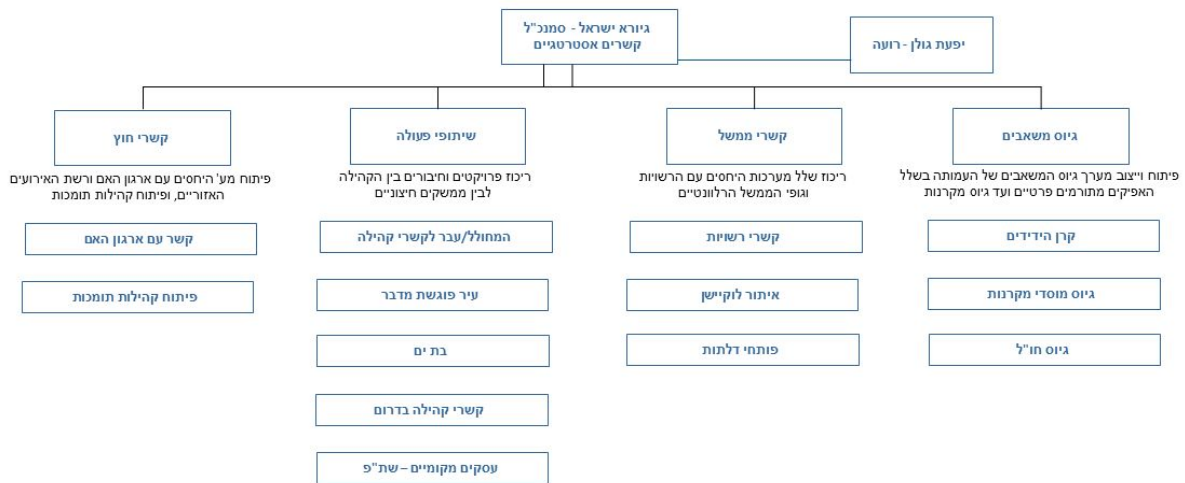 גיורא ישראל - סמנכ"ל
קשרים אסטרטגיים
יפעת גולן - רועה
גיוס משאבים
פיתוח וייצוב מערך גיוס המשאבים של העמותה בשלל
האפיקים מתורמים פרטיים ועד גיוס מקרנות
קרן הידידים
גיוס מוסדי מקרנות
גיוס חו"ל
קשרי ממשל
ריכוז שלל מערכות היחסים עם הרשויות
וגופי הממשל הרלוונטיים
קשרי רשויות
איתור לוקיישן
פותחי דלתות
שיתופי פעולה
ריכוז פרויקטים וחיבורים בין הקהילה
לבין ממשקים חיצוניים
המחולל/עבר לקשרי קהילה
עיר פוגשת מדבר
בת ים
קשרי קהילה בדרום
עסקים מקומיים – שת"פ
קשרי חוץ
פיתוח מע' היחסים עם ארגון האם ורשת האירועים
האזוריים, ופיתוח קהילות תומכות
קשר עם ארגון האם
פיתוח קהילות תומכות